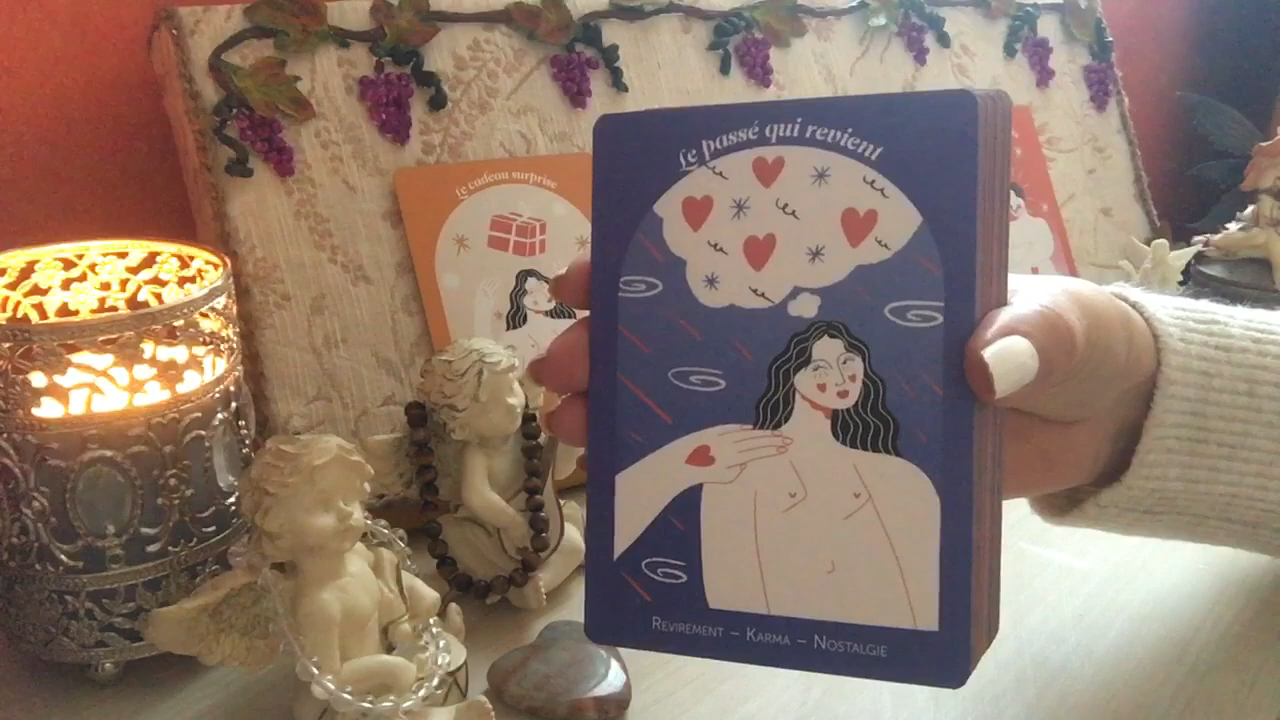 Le cadeau surprise
Le passé qui revient
Revirement – Karma – Nostalgie